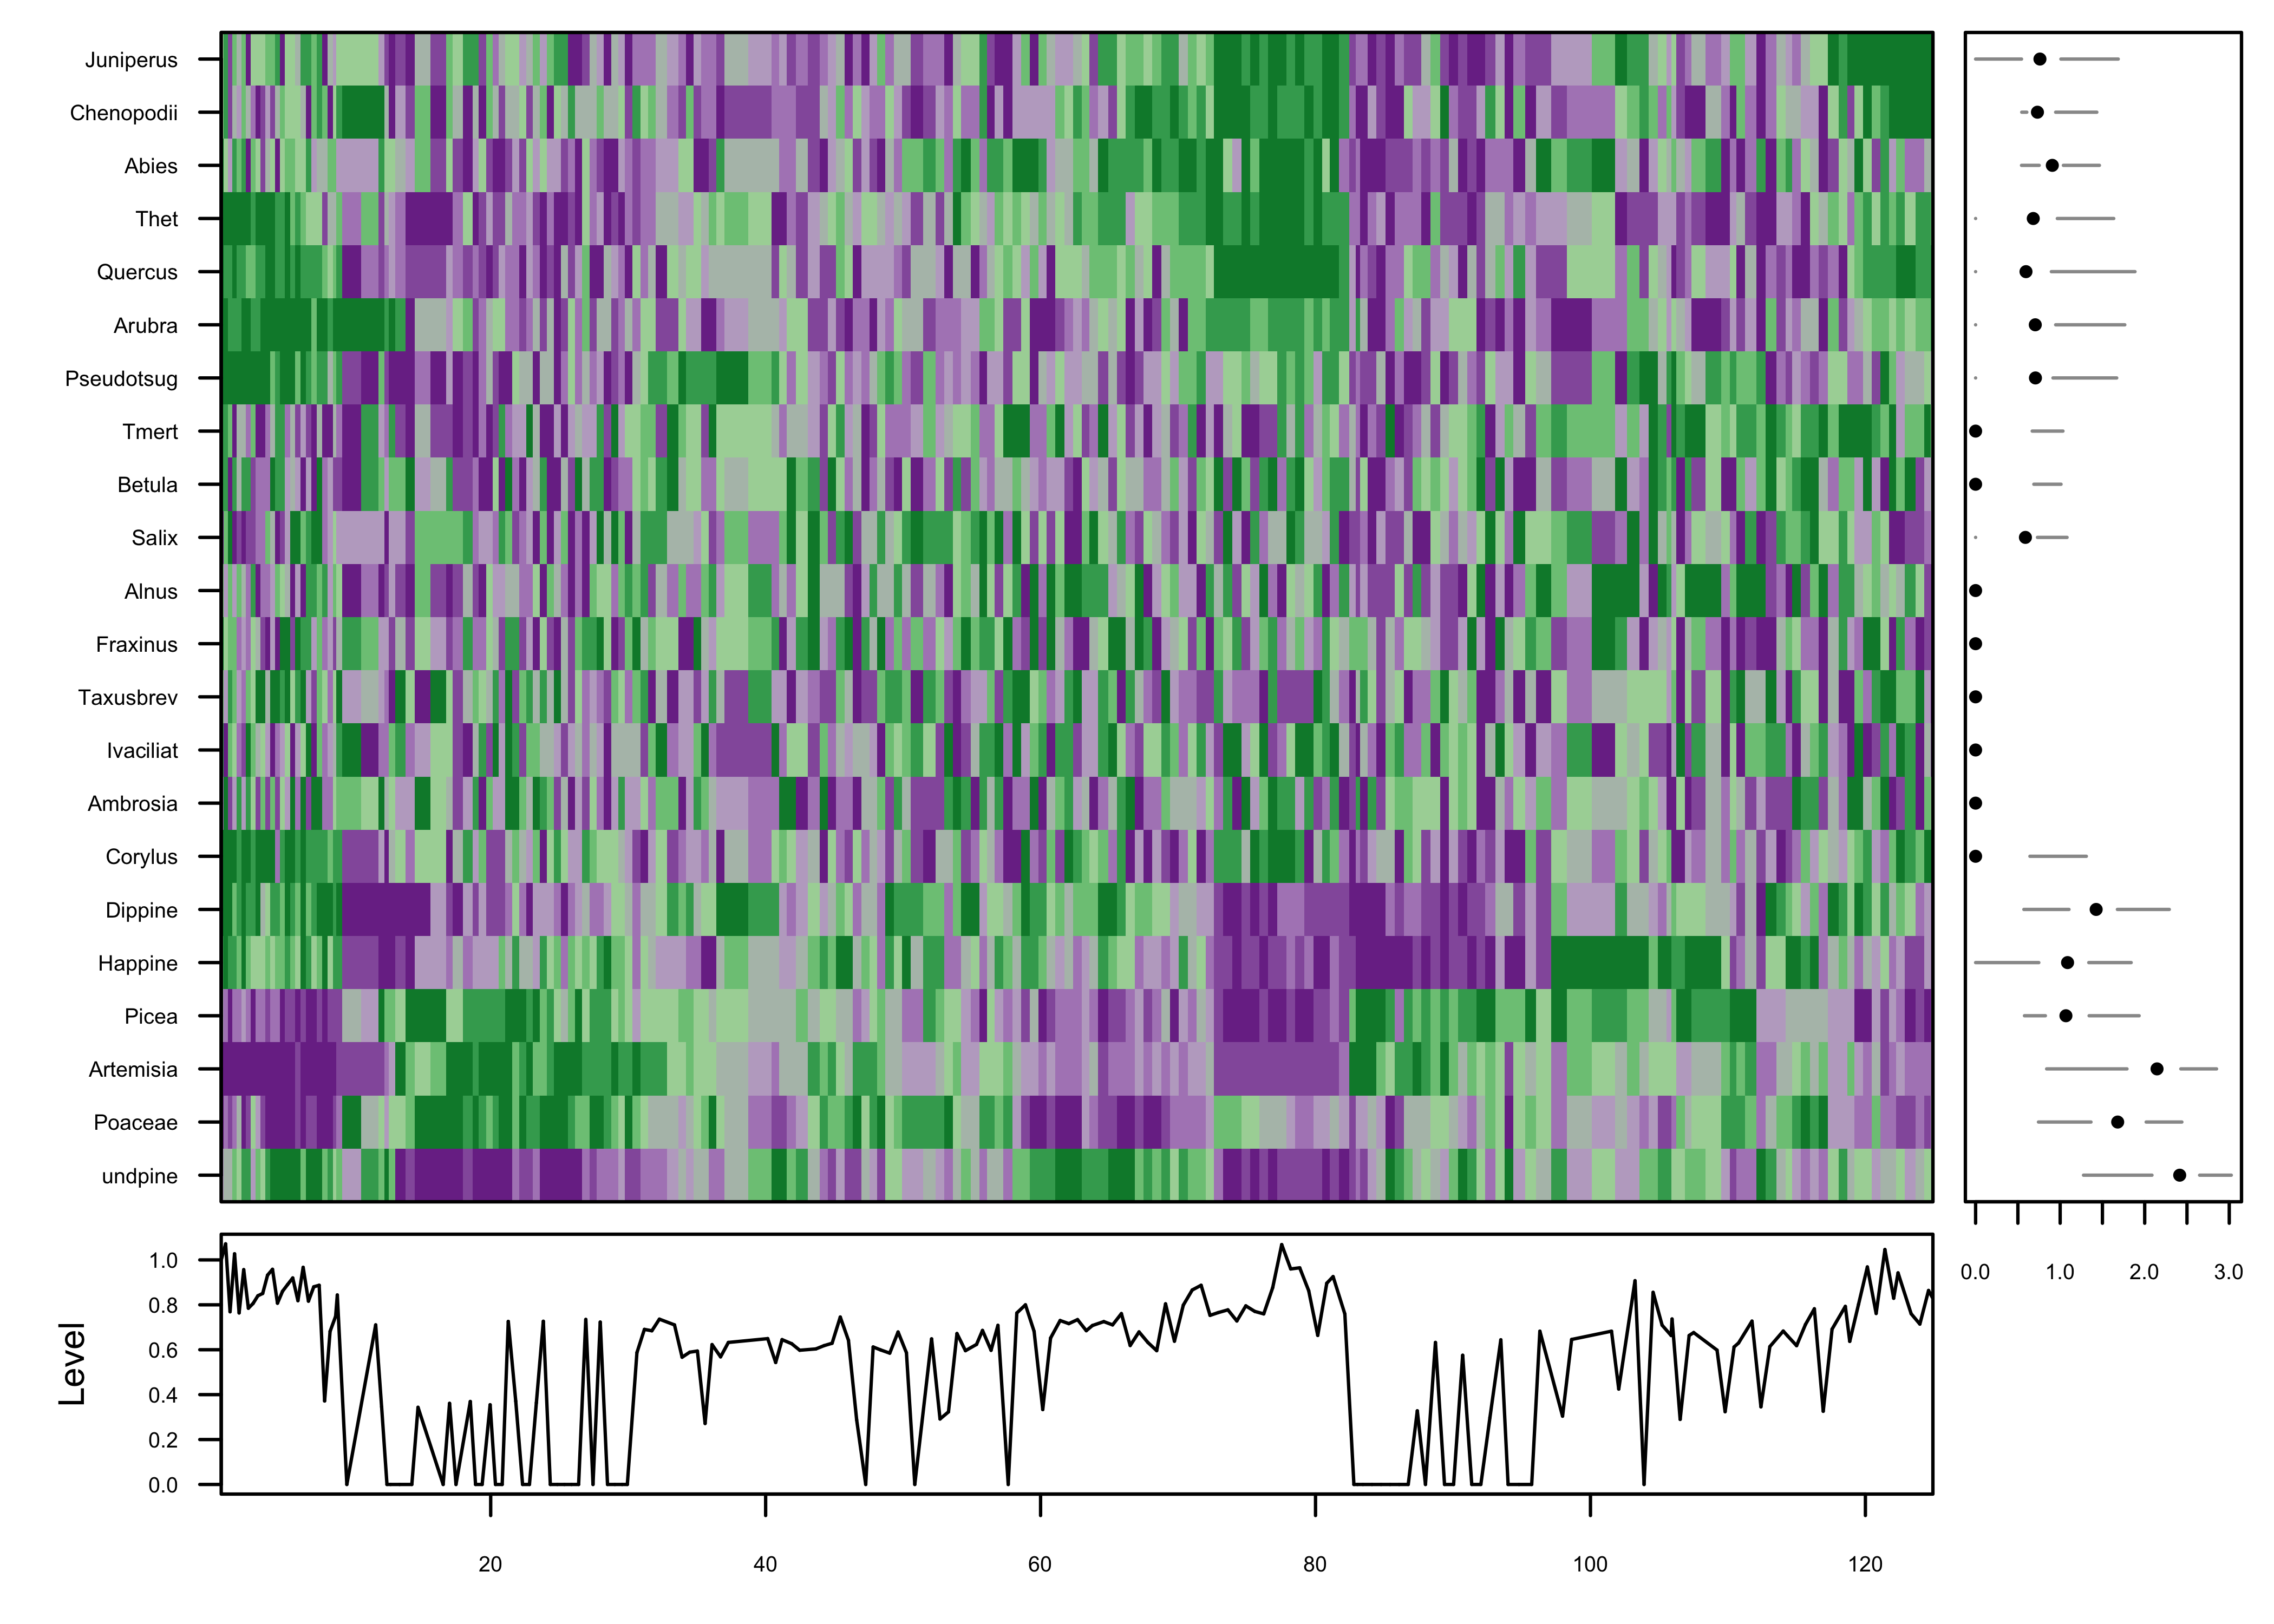 Juniperus
Chenopodii
Abies
Thet
Quercus
Arubra
Pseudotsug
Tmert
Betula
Salix
Alnus
Fraxinus
Taxusbrev
Ivaciliat
Ambrosia
Corylus
Dippine
Happine
Picea
Artemisia
Poaceae
undpine
0.0 1.0 2.0 3.0
Level
1.0
0.8
0.6
0.4
0.2
0.0
20 40 60 80 100 120